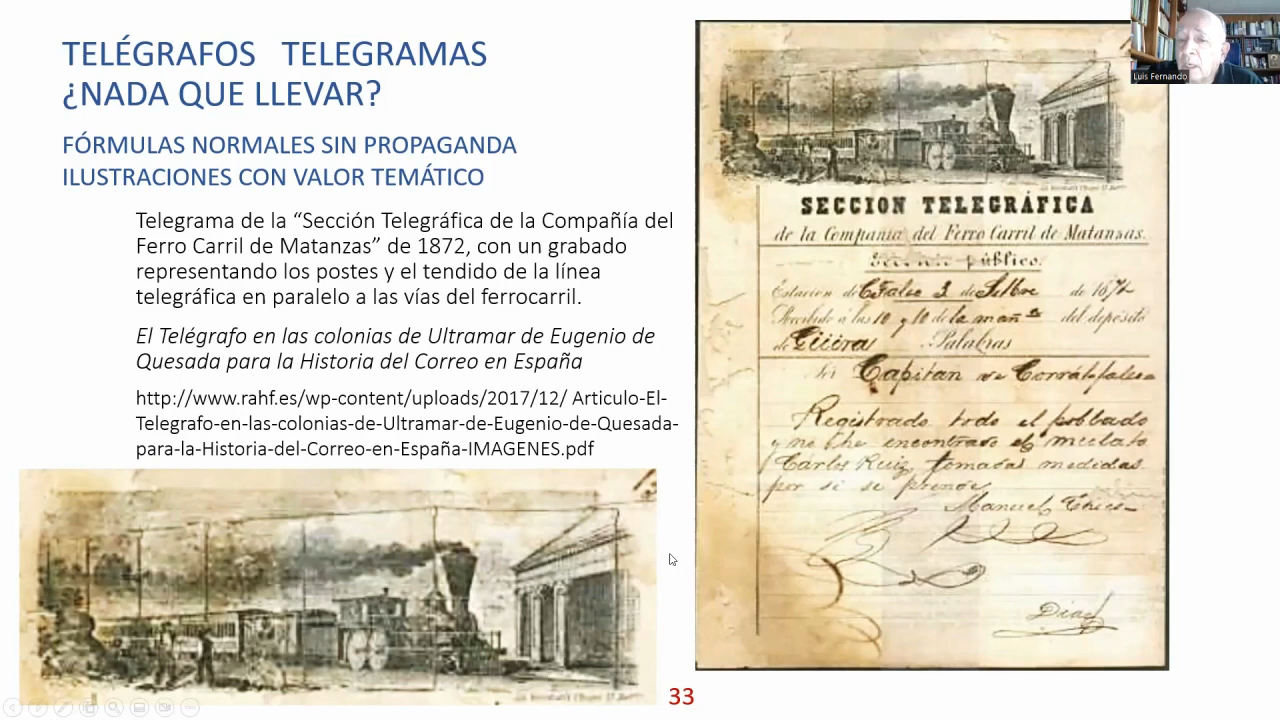 TELÉGRAFOS TELEGRAMAS
¿NADA QUE LLEVAR?
FÓRMULAS NORMALES SIN PROPAGANDA
ILUSTRACIONES CON VALOR TEMÁTICO
Telegrama de la “Sección Telegráfica de la Compañía del
Ferro Carril de Matanzas” de 1872, con un grabado
representando los postes y el tendido de la línea
telegráfica en paralelo a las vías del ferrocarril.
El Telégrafo en las colonias de Ultramar de Eugenio de
Quesada para la Historia del Correo en España
http://www.rahf.es/wp-content/uploads/2017/12/ Articulo-El-
Telegrafo-en-las-colonias-de-Ultramar-de-Eugenio-de-Quesada-
para-la-Historia-del-Correo-en-España-IMAGENES.pdf
33
Luis Fernando
SECCION TELEGRÁFICA
de la Compañia del Ferro Carril de Matanzas.
público.
Estacion de 3 de Setbre de 187
Recibido á las 10 y 10 de la mañ del depósito
de Güira Palabras
Capitan
Registrado todo el poblado
y no encontrado el mulato
Carlos Ruiz, tomadas medidas
por si se
Manuel
Diaz